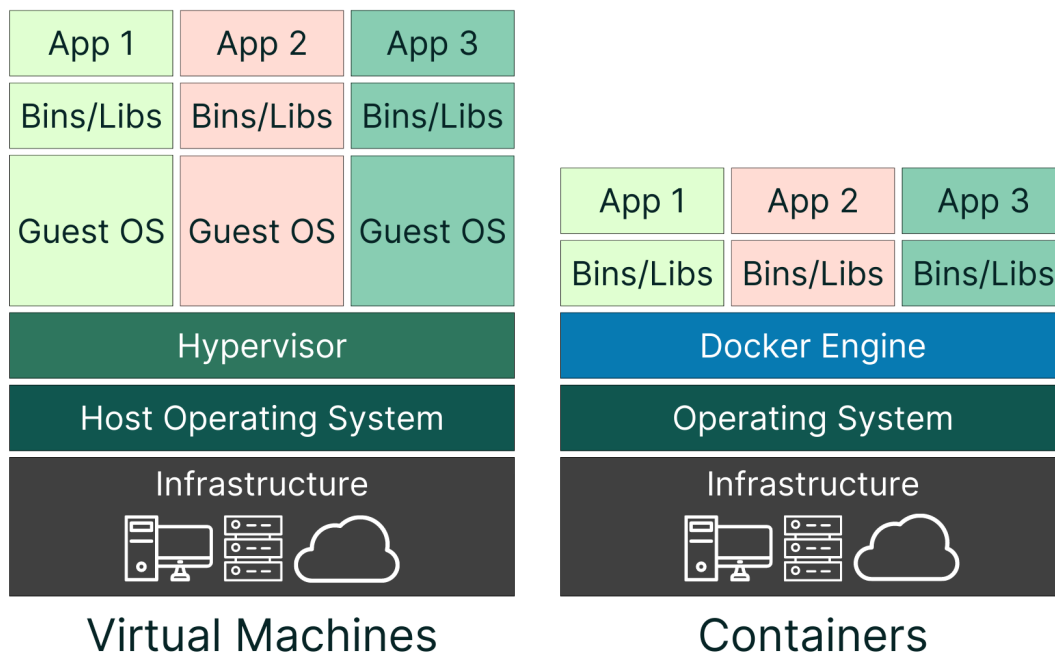 App 1
App 2
App 3
Bins/Libs
Bins/Libs
Bins/Libs
Guest OS
Guest OS
Guest OS
Hypervisor
Host Operating System
Infrastructure
Virtual Machines
App 1
App 2
App 3
Bins/Libs
Bins/Libs
Bins/Libs
Docker Engine
Operating System
Infrastructure
Containers